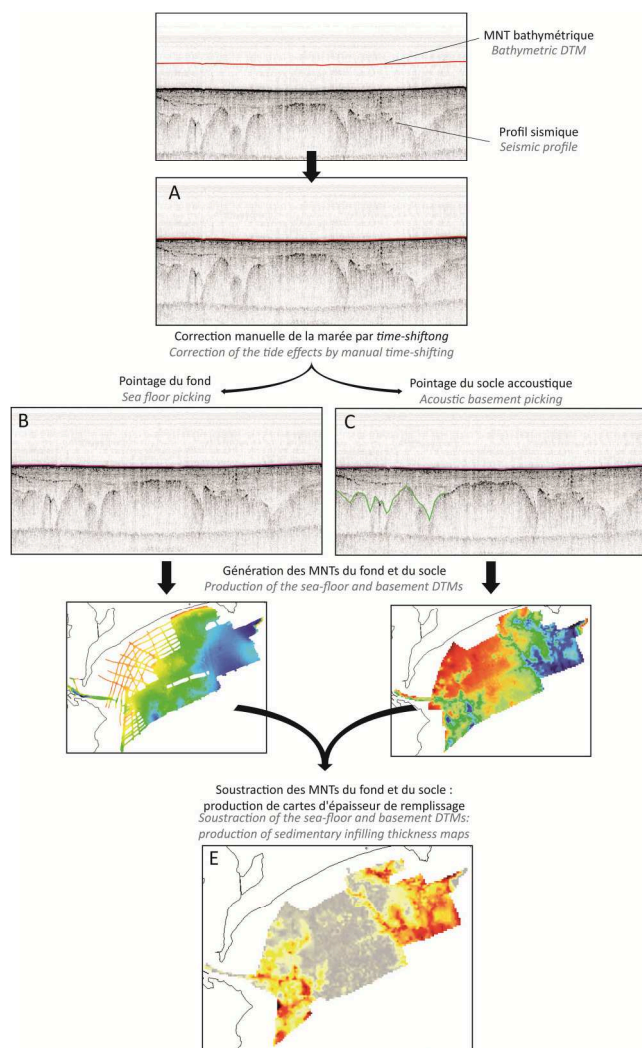 MNT bathymétrique
Bathymetric DTM
Profil sismique
Seismic profile
A
Correction manuelle de la marée par time-shiftong
Correction of the tide effects by manual time-shifting
Pointage du fond
Sea floor picking
Pointage du socle accoustique
Acoustic basement picking
B
C
Génération des MNTs du fond et du socle
Production of the sea-floor and basement DTMs
Soustraction des MNTs du fond et du socle :
production de cartes d'épaisseur de remplissage
Soustraction of the sea-floor and basement DTMs:
production of sedimentary infilling thickness maps
E